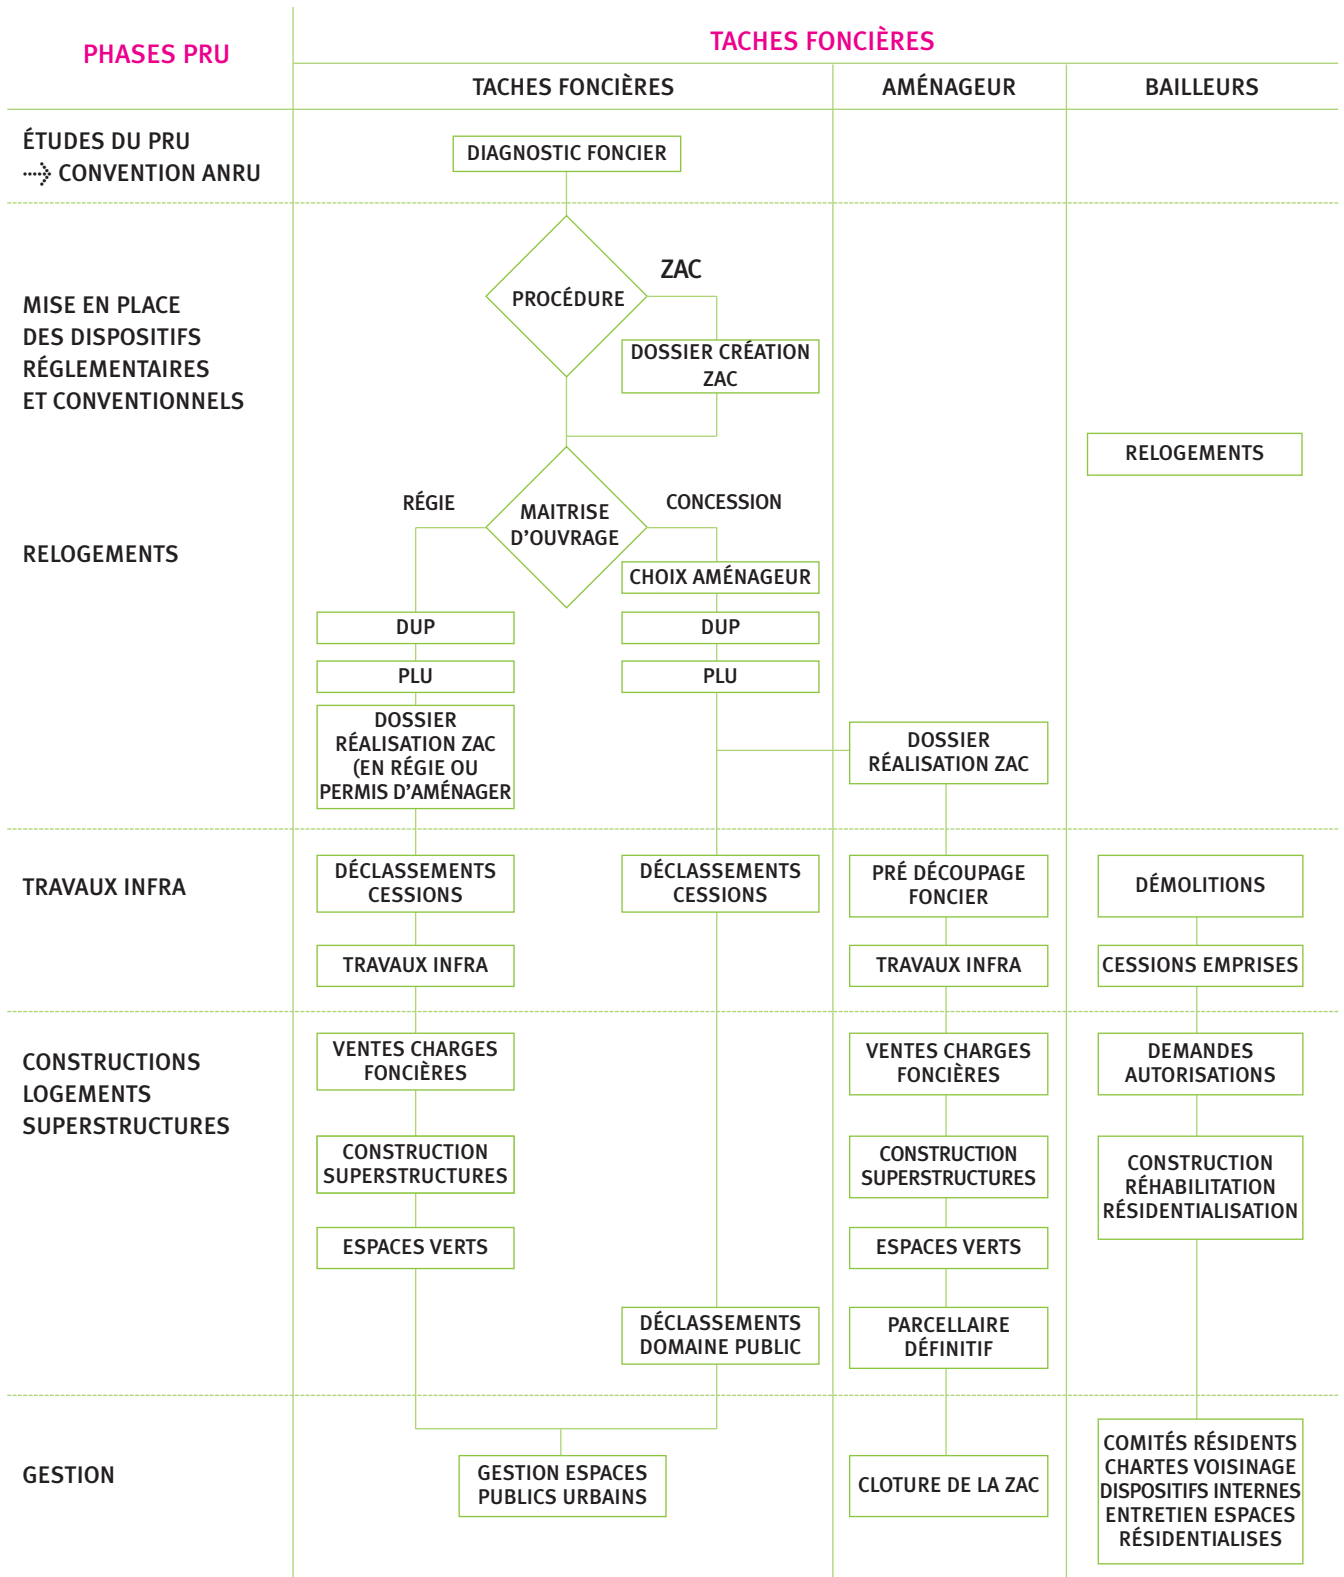 PHASES PRU
TACHES FONCIÈRES
TACHES FONCIÈRES
AMÉNAGEUR
BAILLEURS
ÉTUDES DU PRU
CONVENTION ANRU
DIAGNOSTIC FONCIER
MISE EN PLACE
DES DISPOSITIFS
RÉGLEMENTAIRES
ET CONVENTIONNELS
PROCÉDURE
ZAC
DOSSIER CRÉATION
ZAC
RELOGEMENTS
RELOGEMENTS
RÉGIE
MAITRISE
D’OUVRAGE
CONCESSION
CHOIX AMÉNAGEUR
DUP
DUP
PLU
PLU
DOSSIER
RÉALISATION ZAC
(EN RÉGIE OU
PERMIS D’AMÉNAGER
DOSSIER
RÉALISATION ZAC
TRAVAUX INFRA
DÉCLASSEMENTS
CESSIONS
DÉCLASSEMENTS
CESSIONS
PRÉ DÉCOUPAGE
FONCIER
DÉMOLITIONS
TRAVAUX INFRA
TRAVAUX INFRA
CESSIONS EMPRISES
CONSTRUCTIONS
LOGEMENTS
SUPERSTRUCTURES
VENTES CHARGES
FONCIÈRES
VENTES CHARGES
FONCIÈRES
DEMANDES
AUTORISATIONS
CONSTRUCTION
SUPERSTRUCTURES
CONSTRUCTION
SUPERSTRUCTURES
CONSTRUCTION
RÉHABILITATION
RÉSIDENTIALISATION
ESPACES VERTS
ESPACES VERTS
DÉCLASSEMENTS
DOMAINE PUBLIC
PARCELLAIRE
DÉFINITIF
GESTION
GESTION ESPACES
PUBLICS URBAINS
CLOTURE DE LA ZAC
COMITÉS RÉSIDENTS
CHARTES VOISINAGE
DISPOSITIFS INTERNES
ENTRETIEN ESPACES
RÉSIDENTIALISES